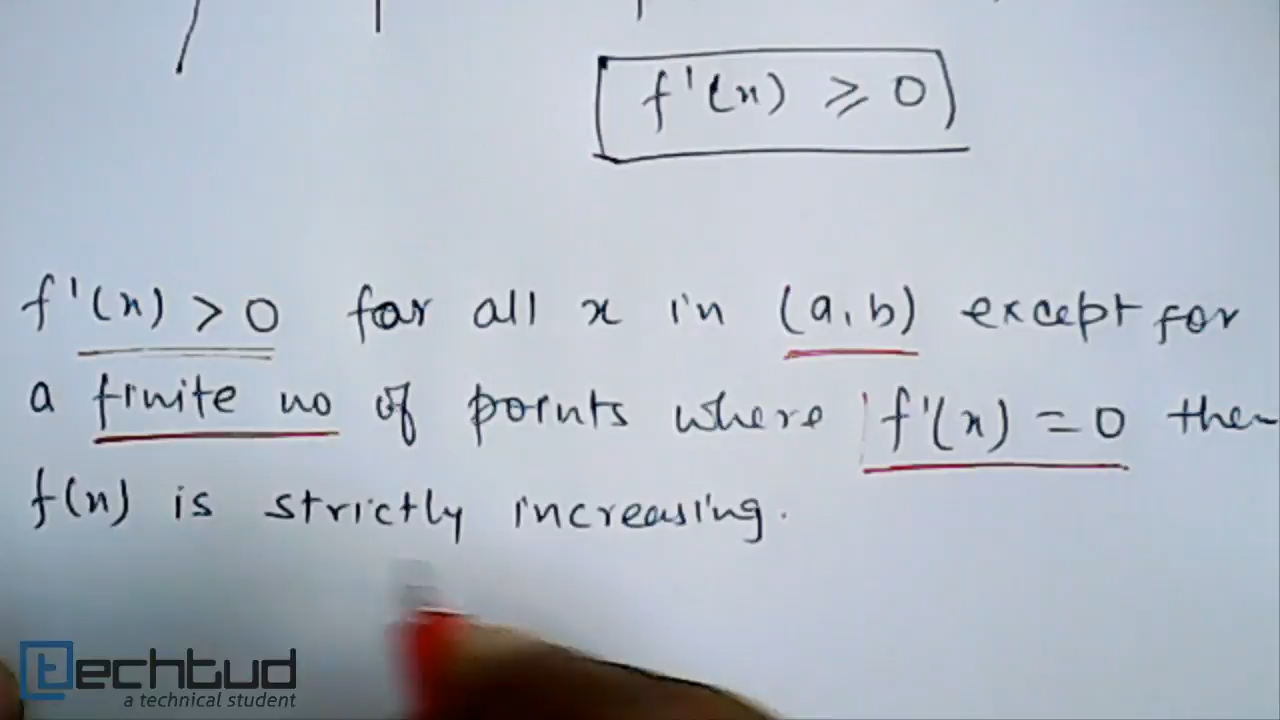 f'(x) ⩾ 0
f'(x) > 0 for all x in (a,b) except for
a finite no of points where f'(x) = 0 then
f(x) is strictly increasing.
techtud
a technical student